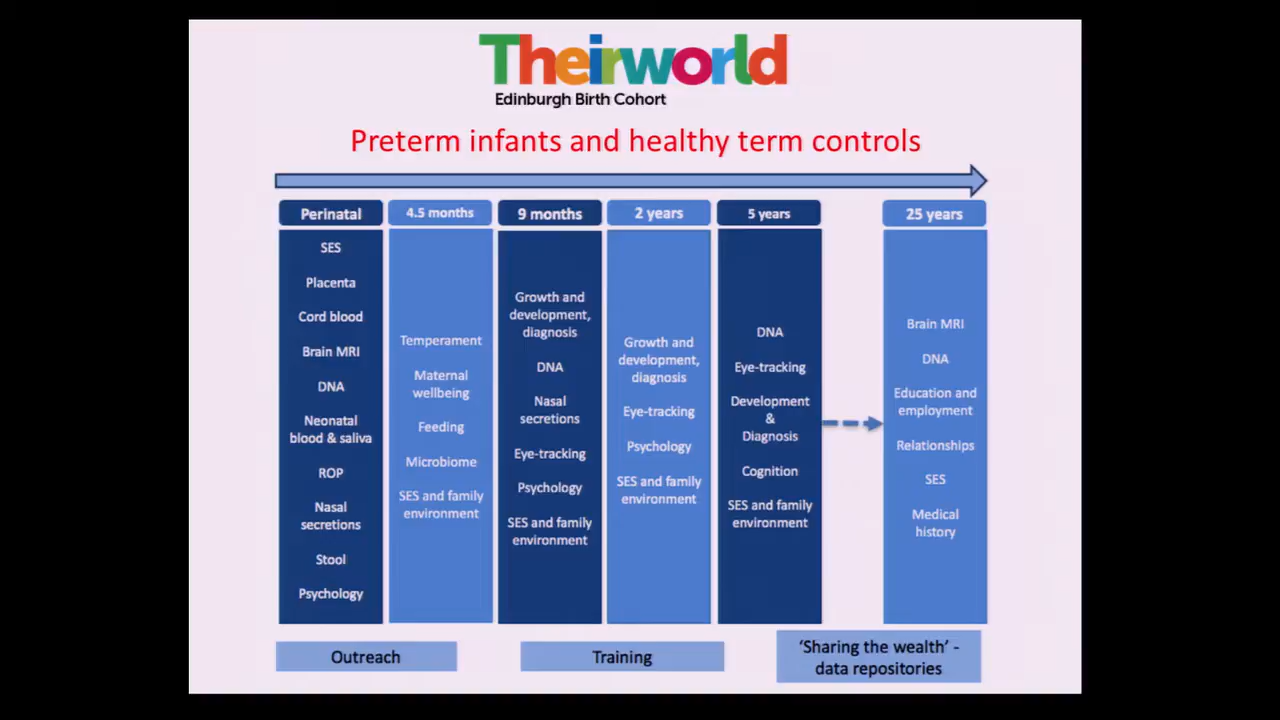 Theirworld
Edinburgh Birth Cohort
Preterm infants and healthy term controls
Perinatal
SES
Placenta
Cord blood
Brain MRI
DNA
Neonatal
blood & saliva
ROP
Nasal
secretions
Stool
Psychology
4.5 months
Temperament
Maternal
wellbeing
Feeding
Microbiome
SES and family
environment
9 months
Growth and
development,
diagnosis
DNA
Nasal
secretions
Eye-tracking
Psychology
SES and family
environment
2 years
Growth and
development,
diagnosis
Eye-tracking
Psychology
SES and family
environment
5 years
DNA
Eye-tracking
Development
&
Diagnosis
Cognition
SES and family
environment
25 years
Brain MRI
DNA
Education and
employment
Relationships
SES
Medical
history
Outreach
Training
‘Sharing the wealth’ -
data repositories